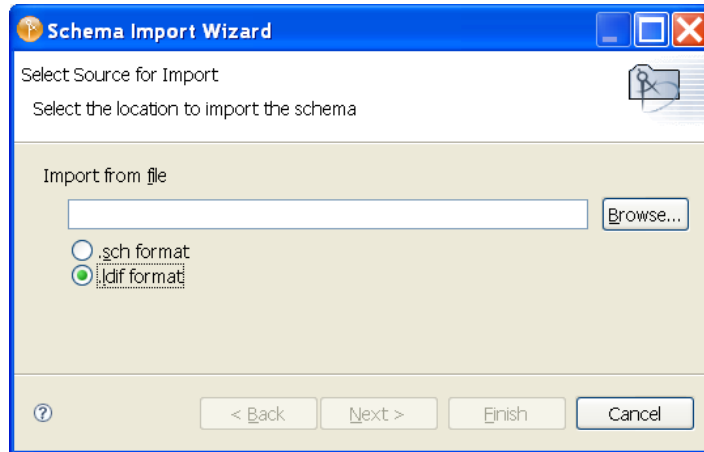 Schema Import Wizard
Select Source for Import
Select the location to import the schema
Import from file
Browse...
.sch format
.ldif format
?
< Back Next > Finish Cancel